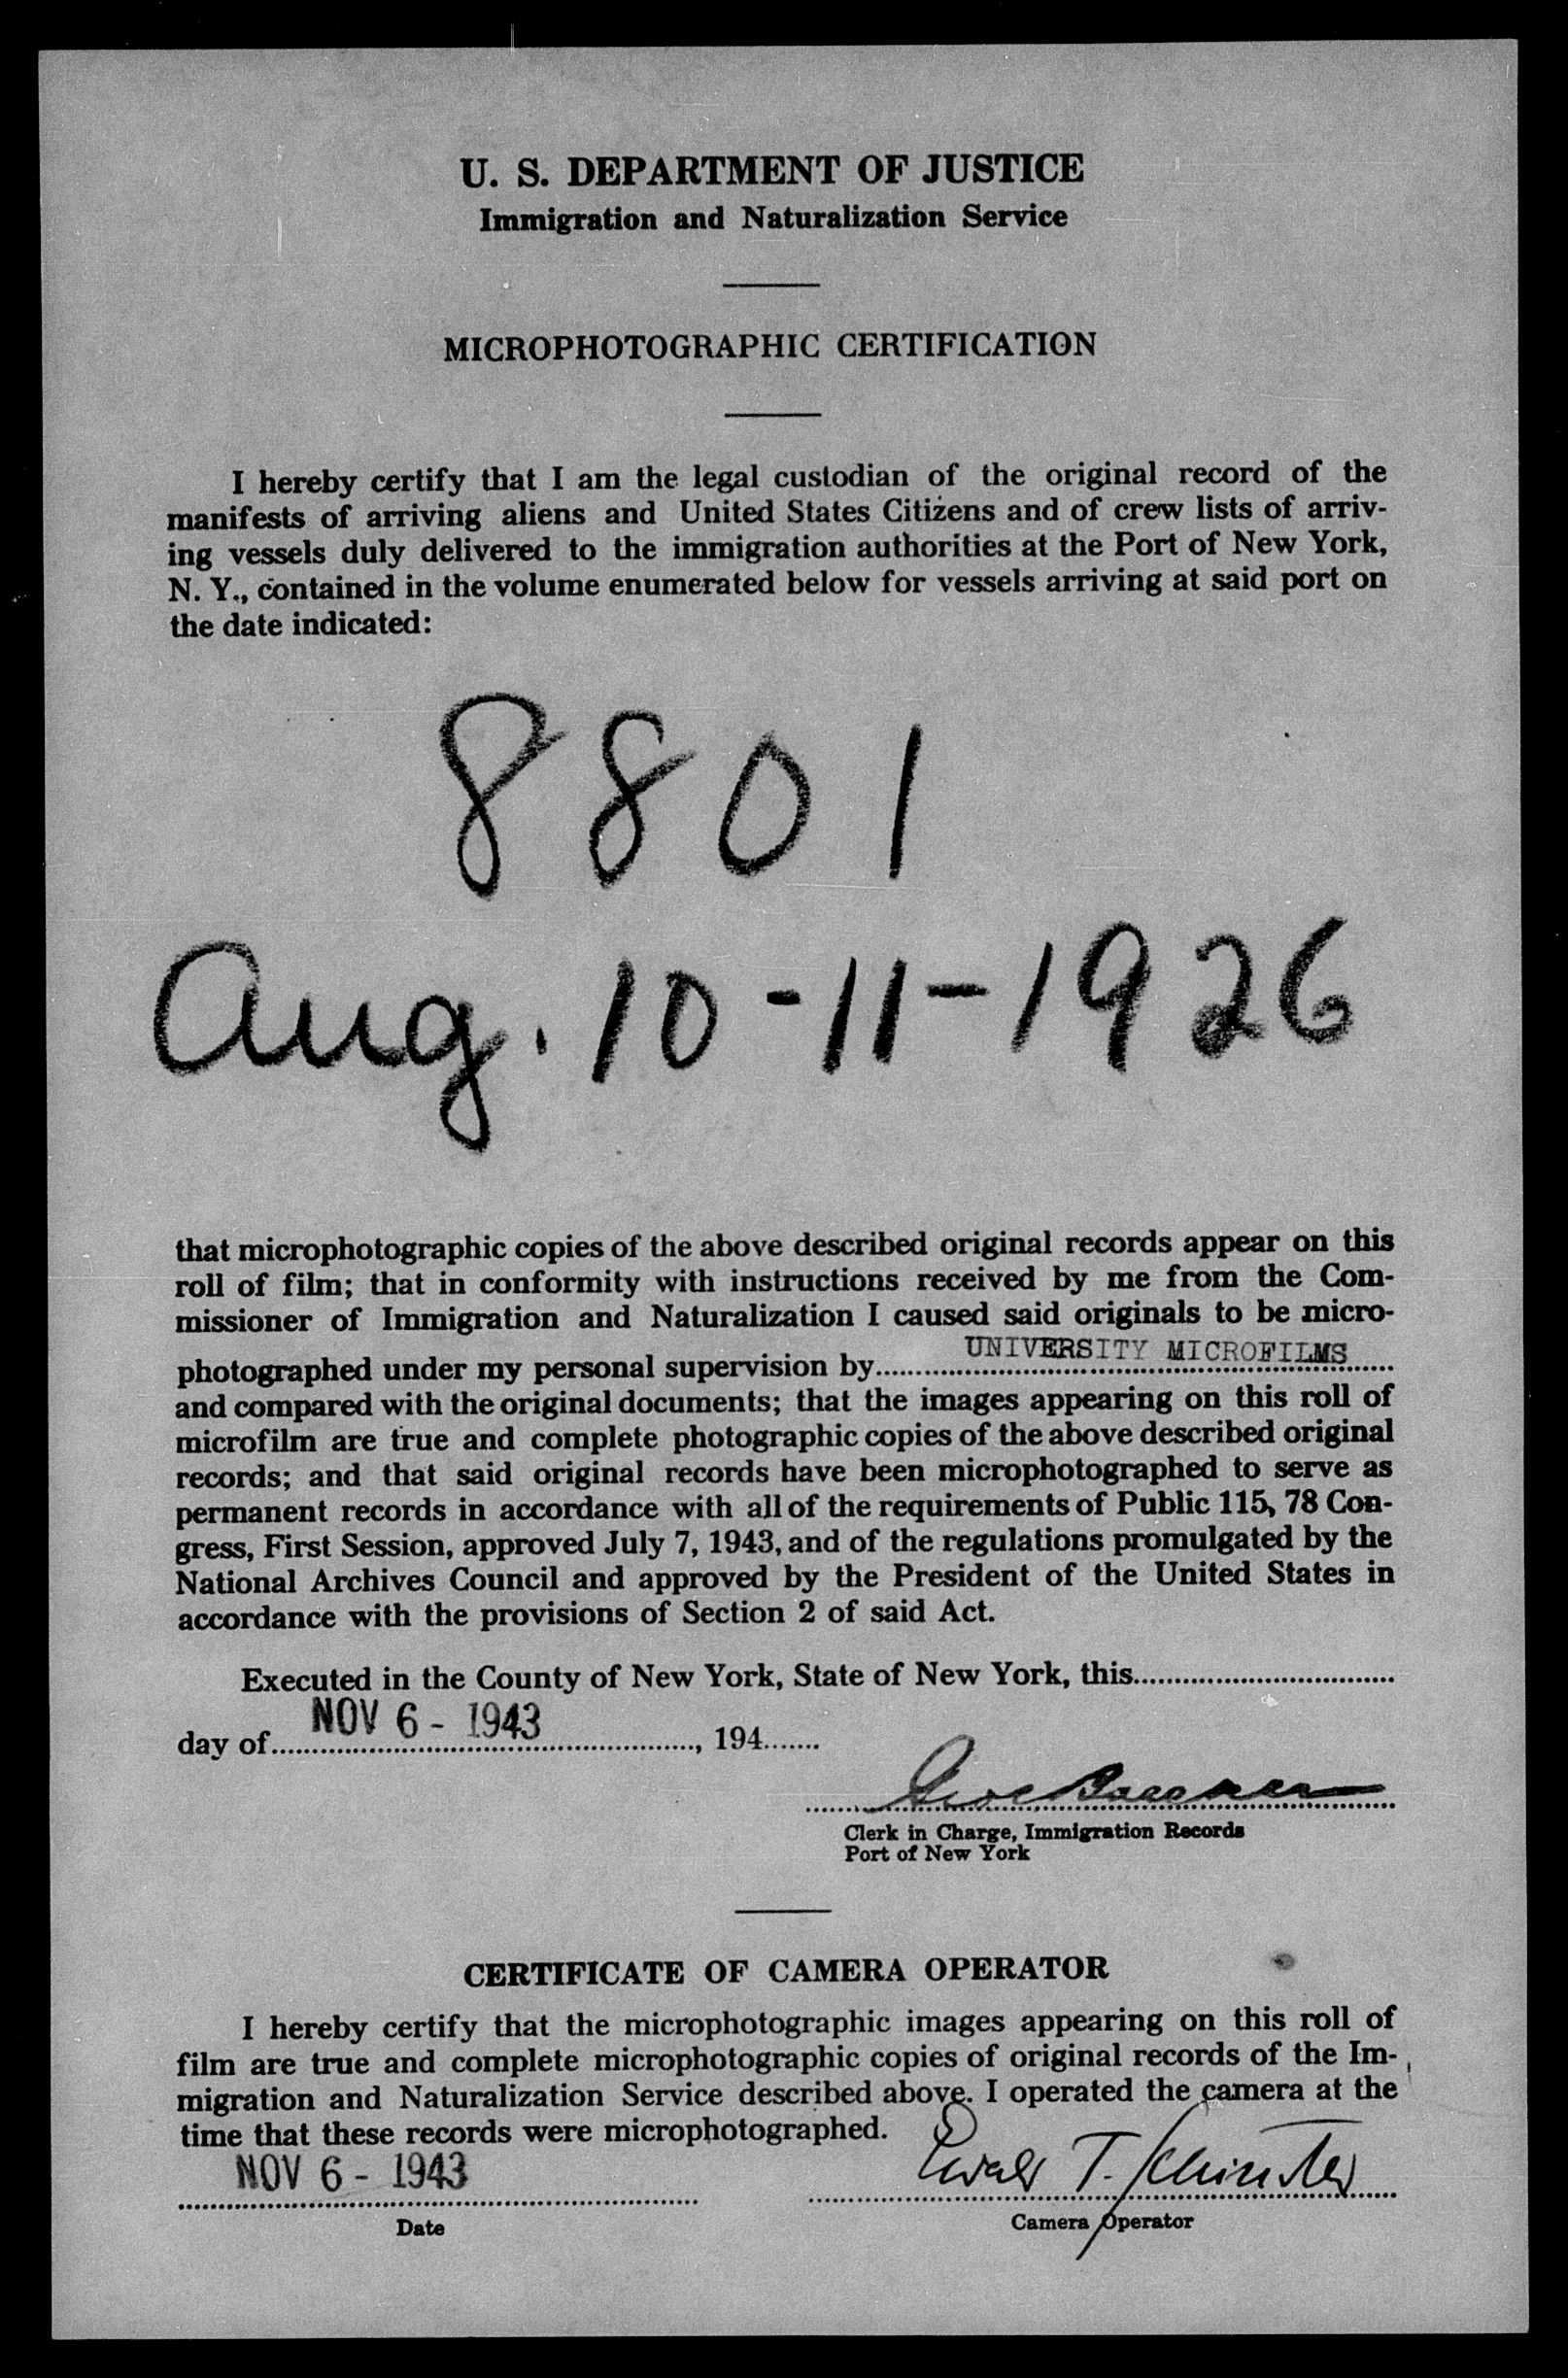 U. S. DEPARTMENT OF JUSTICE
Immigration and Naturalization Service
MICROPHOTOGRAPHIC CERTIFICATION
I hereby certify that I am the legal custodian of the original record of the
manifests of arriving aliens and United States Citizens and of crew lists of arriv-
ing vessels duly delivered to the immigration authorities at the Port of New York,
N. Y., contained in the volume enumerated below for vessels arriving at said port on
the date indicated:
8801
Aug. 10-11-1926
that microphotographic copies of the above described original records appear on this
roll of film; that in conformity with instructions received by me from the Com-
missioner of Immigration and Naturalization I caused said originals to be micro-
photographed under my personal supervision by UNIVERSITY MICROFILMS
and compared with the original documents; that the images appearing on this roll of
microfilm are true and complete photographic copies of the above described original
records; and that said original records have been microphotographed to serve as
permanent records in accordance with all of the requirements of Public 115, 78 Con-
gress, First Session, approved July 7, 1943, and of the regulations promulgated by the
National Archives Council and approved by the President of the United States in
accordance with the provisions of Section 2 of said Act.
Executed in the County of New York, State of New York, this
day of NOV 6 - 1943, 194
Clerk in Charge, Immigration Records
Port of New York
CERTIFICATE OF CAMERA OPERATOR
I hereby certify that the microphotographic images appearing on this roll of
film are true and complete microphotographic copies of original records of the Im-
migration and Naturalization Service described above. I operated the camera at the
time that these records were microphotographed.
NOV 6 - 1943
T.
Date
Camera Operator